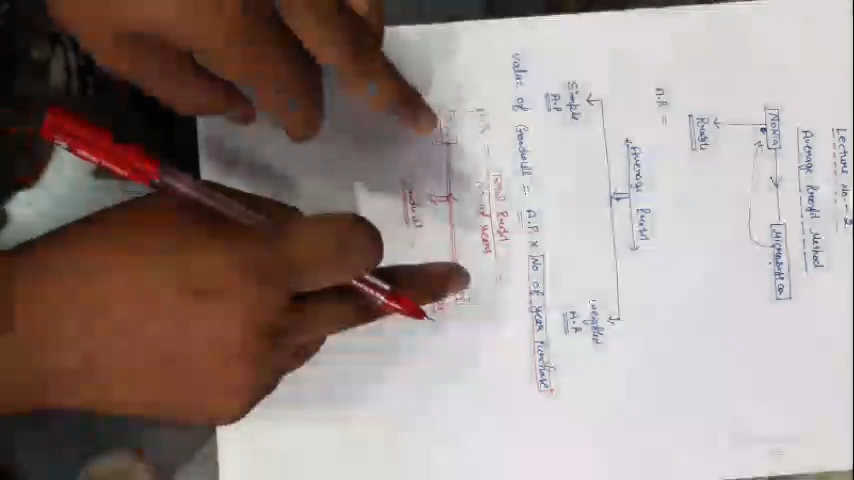 Lecture No. - 2.
Average Profit Method
Nokia
Microsoft co.
Profit
A.P. =
Average Profit
Simple
A.P
weighted
A.P
value of Goodwill = A.P × No of year Purchase
= Total Profit =
No. of years